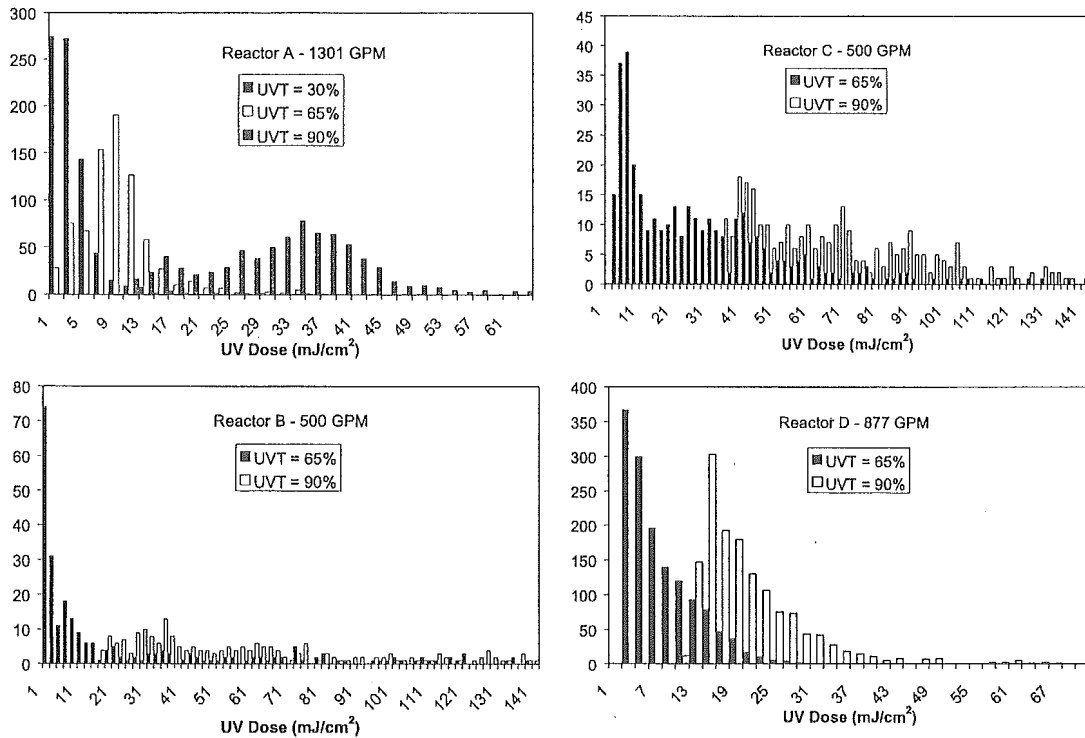 300
250
200
150
100
50
0
Reactor A - 1301 GPM
UVT = 30%
UVT = 65%
UVT = 90%
1 5 9 13 17 21 25 29 33 37 41 45 49 53 57 61
UV Dose (mJ/cm²)
45
40
35
30
25
20
15
10
5
0
Reactor C - 500 GPM
UVT = 65%
UVT = 90%
1 11 21 31 41 51 61 71 81 91 101 111 121 131 141
UV Dose (mJ/cm²)
80
70
60
50
40
30
20
10
0
Reactor B - 500 GPM
UVT = 65%
UVT = 90%
1 11 21 31 41 51 61 71 81 91 101 111 121 131 141
UV Dose (mJ/cm²)
400
350
300
250
200
150
100
50
0
Reactor D - 877 GPM
UVT = 65%
UVT = 90%
1 7 13 19 25 31 37 43 49 55 61 67
UV Dose (mJ/cm²)